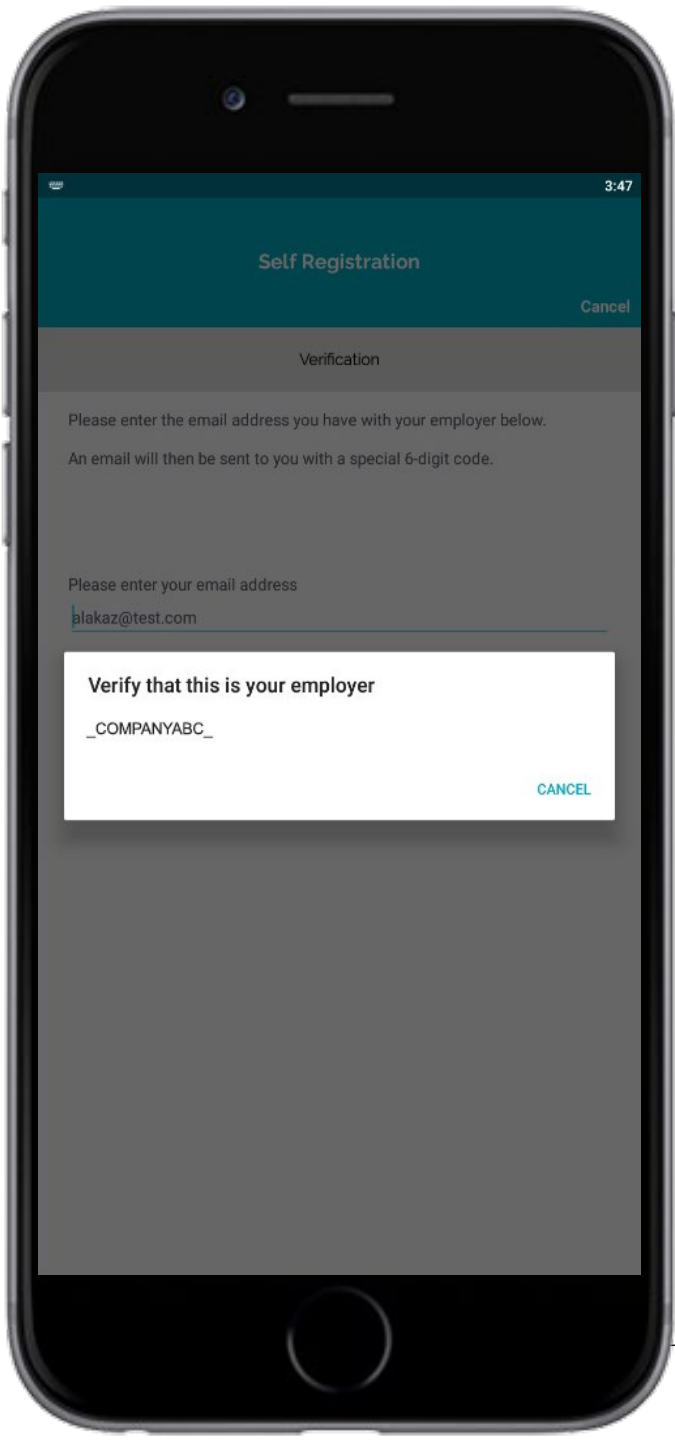 3:47
Self Registration
Cancel
Verification
Please enter the email address you have with your employer below.
An email will then be sent to you with a special 6-digit code.
Please enter your email address
alakaz@test.com
Verify that this is your employer
_COMPANYABC_
CANCEL